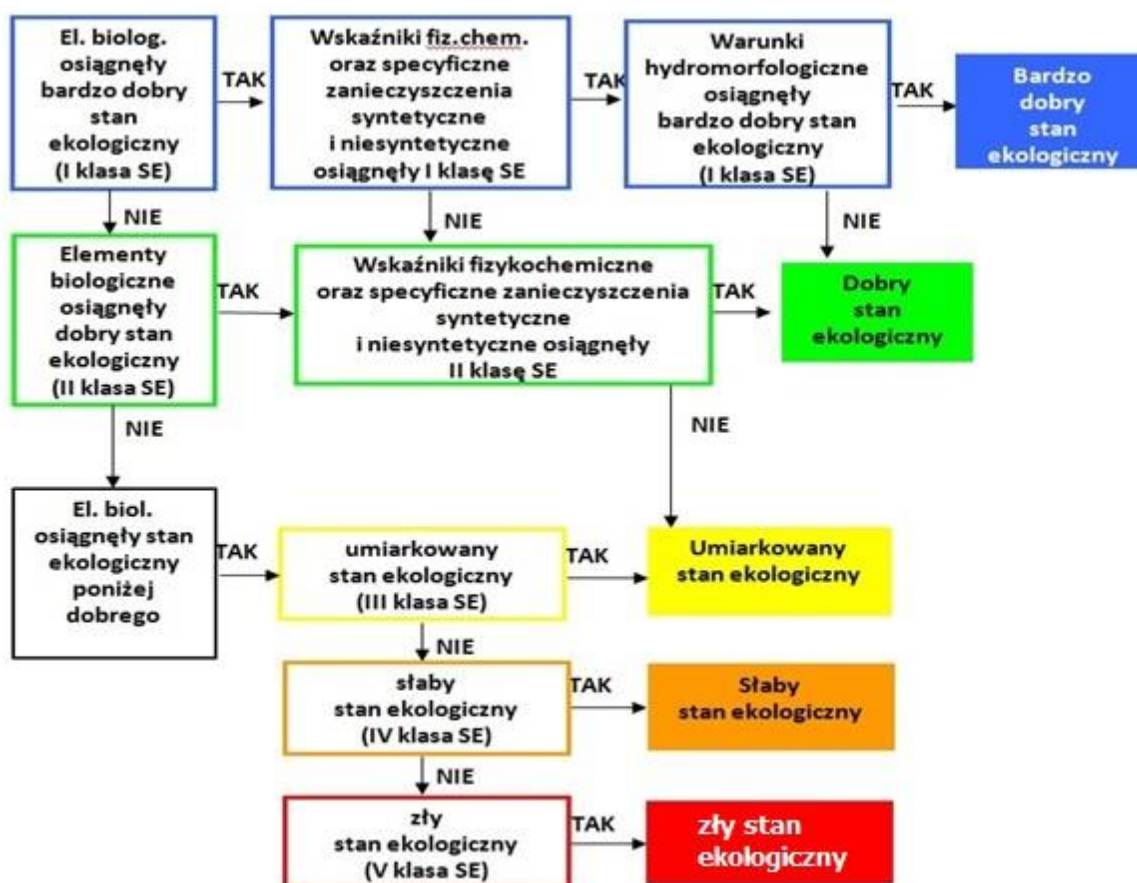 El. biolog.
osiągnęły
bardzo dobry
stan
ekologiczny
(I klasa SE)
TAK
Wskaźniki fiz.chem.
oraz specyficzne
zanieczyszczenia
syntetyczne
i niesyntetyczne
osiągnęły I klasę SE
TAK
Warunki
hydromorfologiczne
osiągnęły
bardzo dobry stan
ekologiczny
(I klasa SE)
TAK
Bardzo
dobry
stan
ekologiczny
NIE
NIE
NIE
Elementy
biologiczne
osiągnęły
dobry stan
ekologiczny
(II klasa SE)
TAK
Wskaźniki fizykochemiczne
oraz specyficzne zanieczyszczenia
syntetyczne
i niesyntetyczne osiągnęły
II klasę SE
TAK
Dobry
stan
ekologiczny
NIE
NIE
El. biol.
osiągnęły stan
ekologiczny
poniżej
dobrego
TAK
umiarkowany
stan ekologiczny
(III klasa SE)
TAK
Umiarkowany
stan ekologiczny
NIE
słaby
stan ekologiczny
(IV klasa SE)
TAK
Słaby
stan ekologiczny
NIE
zły
stan ekologiczny
(V klasa SE)
TAK
zły stan
ekologiczny